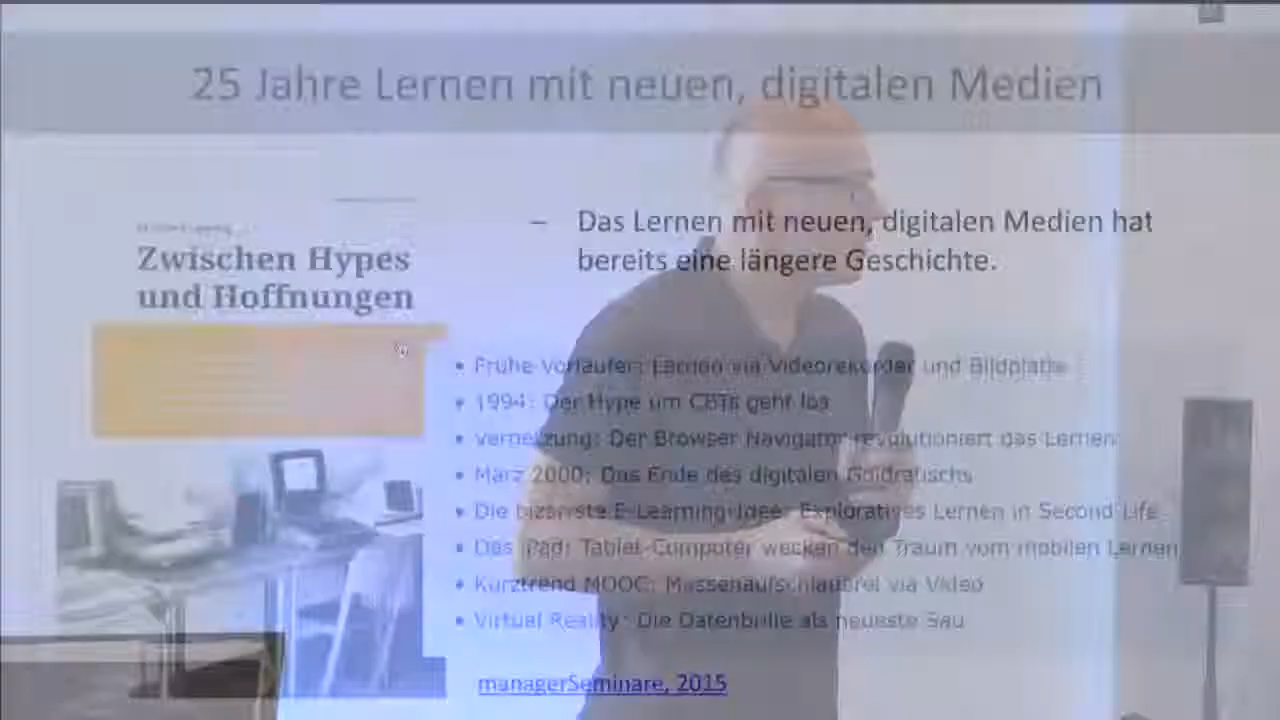 25 Jahre Lernen mit neuen, digitalen Medien
Zwischen Hypes
und Hoffnungen
– Das Lernen mit neuen, digitalen Medien hat
bereits eine längere Geschichte.
• Frühe Vorläufer: Lernen via Videorekorder und Bildplatte
• 1994: Der Hype um CBTs geht los
• Vernetzung: Der Browser Navigator revolutioniert das Lernen
• März 2000: Das Ende des digitalen Goldrauschs
• Die bizarrste E-Learning-Idee: Exploratives Lernen in Second Life
• Das iPad: Tablet-Computer wecken den Traum vom mobilen Lernen
• Kurztrend MOOC: Massenaufschlauerei via Video
• Virtual Reality: Die Datenbrille als neueste Sau
managerSeminare, 2015